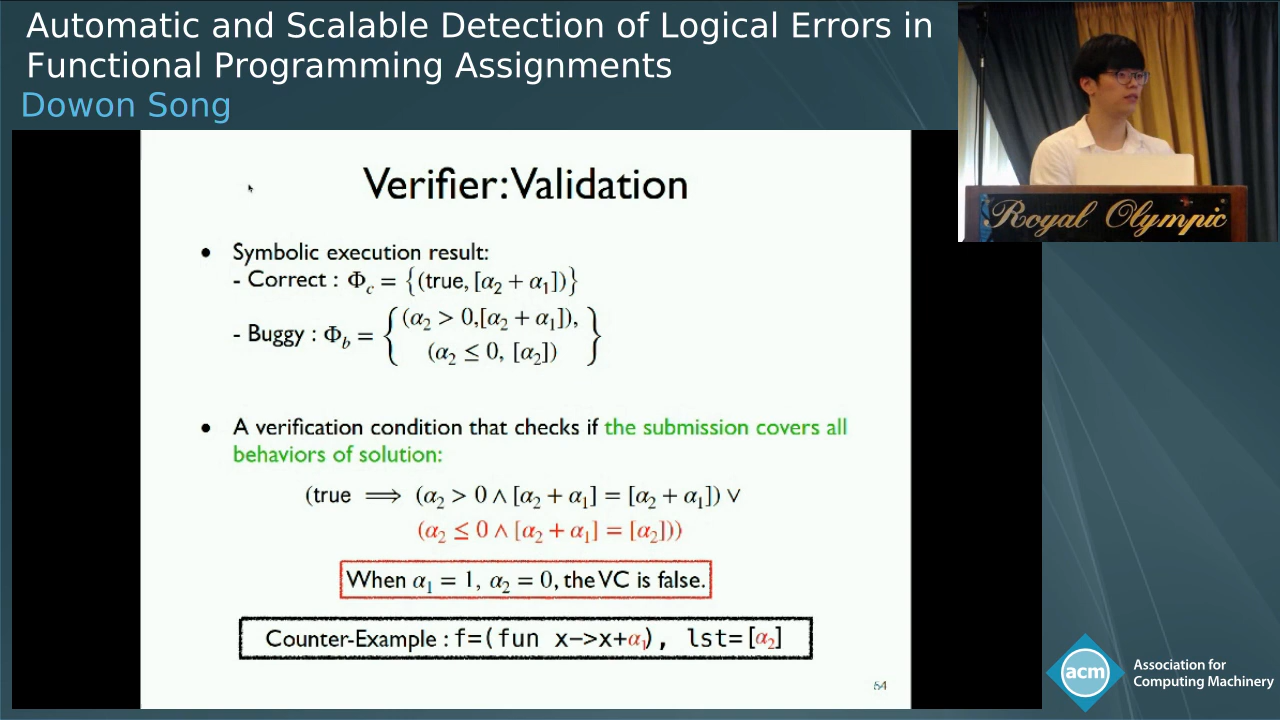 Automatic and Scalable Detection of Logical Errors in
Functional Programming Assignments
Dowon Song
Royal Olympic
Verifier: Validation
• Symbolic execution result:
- Correct : Φc = {(true, [α₂ + α₁])}
- Buggy : Φb = { (α₂ > 0,[α₂ + α₁]),
(α₂ ≤ 0, [α₂]) }
• A verification condition that checks if the submission covers all
behaviors of solution:
(true ⟹ (α₂ > 0 ∧ [α₂ + α₁] = [α₂ + α₁]) ∨
(α₂ ≤ 0 ∧ [α₂ + α₁] = [α₂]))
When α₁ = 1, α₂ = 0, the VC is false.
Counter-Example : f=(fun x->x+α₁), lst=[α₂]
64
acm
Association for
Computing Machinery